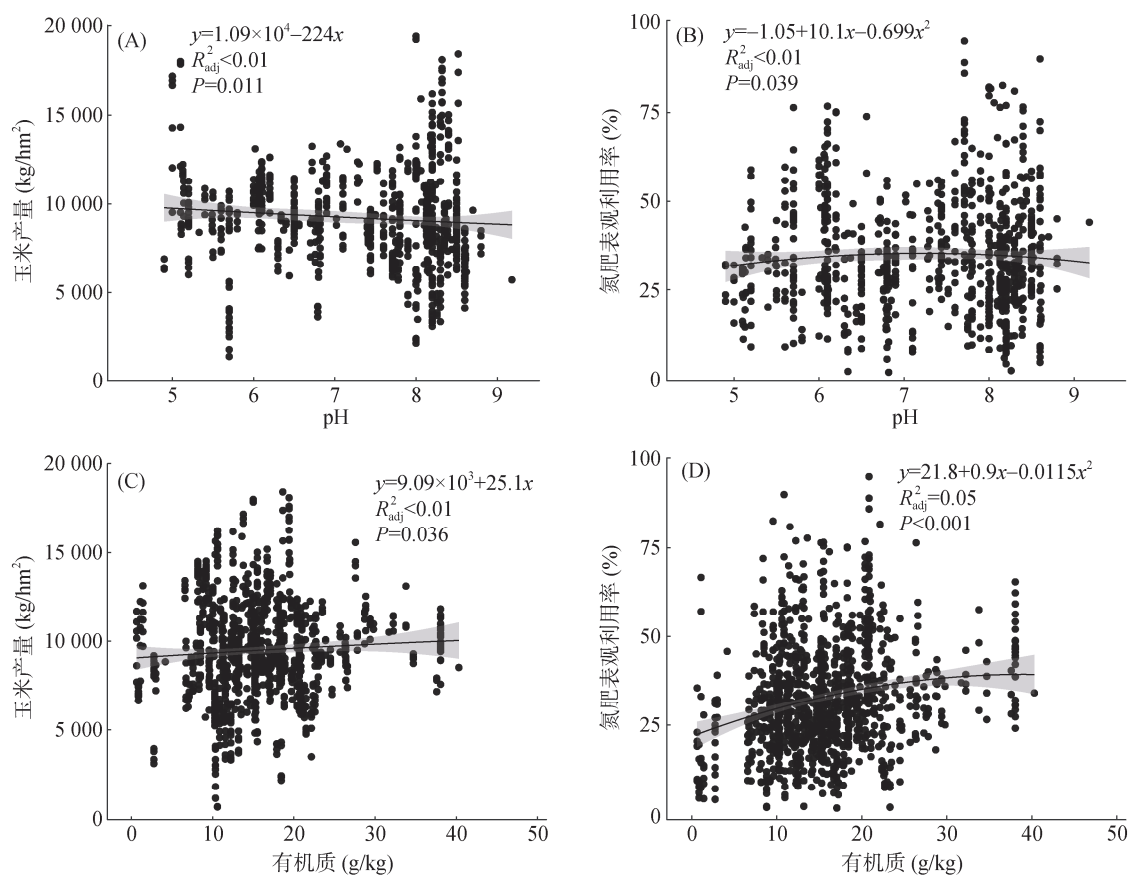 (A)
y=1.09×10⁴−224x
R²adj<0.01
P=0.011
20 000
15 000
10 000
5 000
0
玉米产量 (kg/hm²)
5 6 7 8 9
pH
(B)
y=−1.05+10.1x−0.699x²
R²adj<0.01
P=0.039
100
75
50
25
0
氮肥表观利用率 (%)
5 6 7 8 9
pH
(C)
y=9.09×10³+25.1x
R²adj<0.01
P=0.036
20 000
15 000
10 000
5 000
0
玉米产量 (kg/hm²)
0 10 20 30 40 50
有机质 (g/kg)
(D)
y=21.8+0.9x−0.0115x²
R²adj=0.05
P<0.001
100
75
50
25
0
氮肥表观利用率 (%)
0 10 20 30 40 50
有机质 (g/kg)